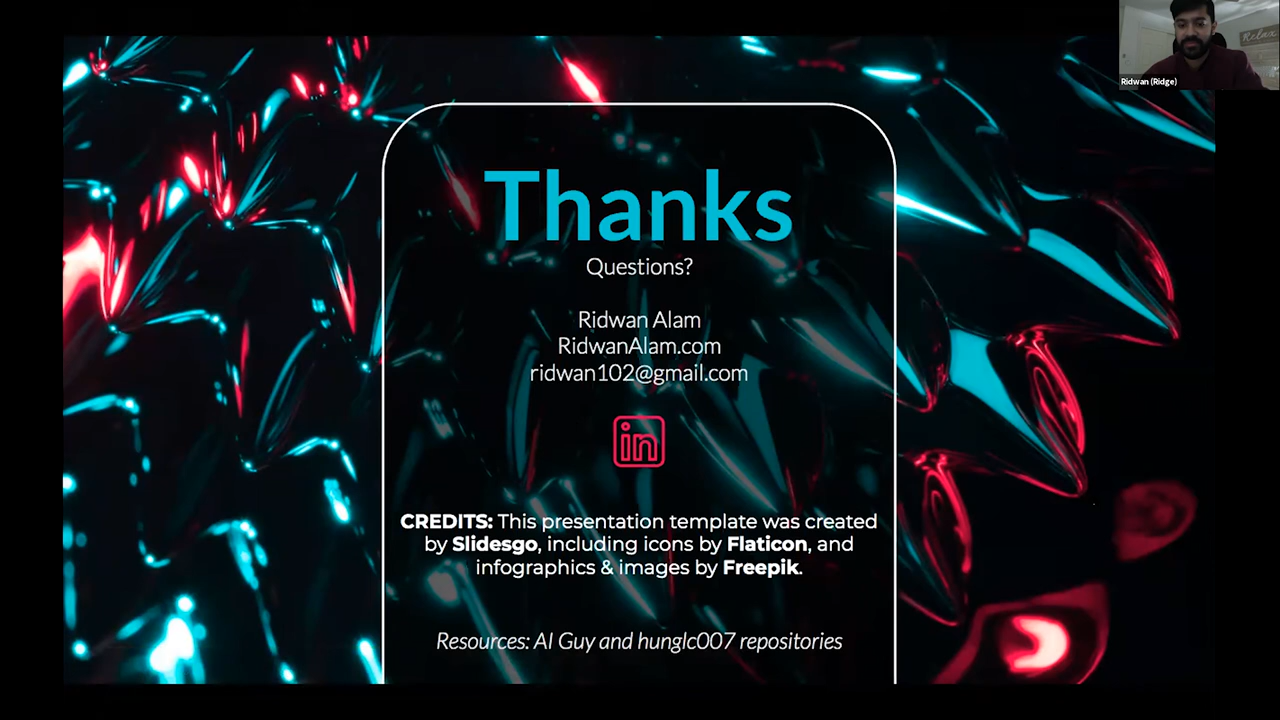 Relax
Ridwan (Ridge)
Thanks
Questions?
Ridwan Alam
RidwanAlam.com
ridwan102@gmail.com
in
CREDITS: This presentation template was created
by Slidesgo, including icons by Flaticon, and
infographics & images by Freepik.
Resources: AI Guy and hunglc007 repositories